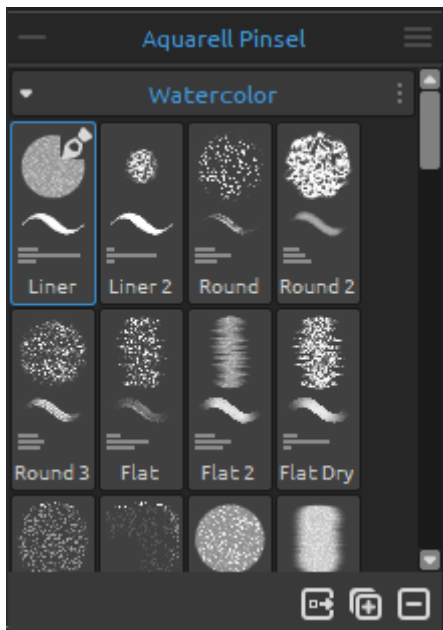 Aquarell Pinsel
Watercolor
Liner Liner 2 Round Round 2
Round 3 Flat Flat 2 Flat Dry